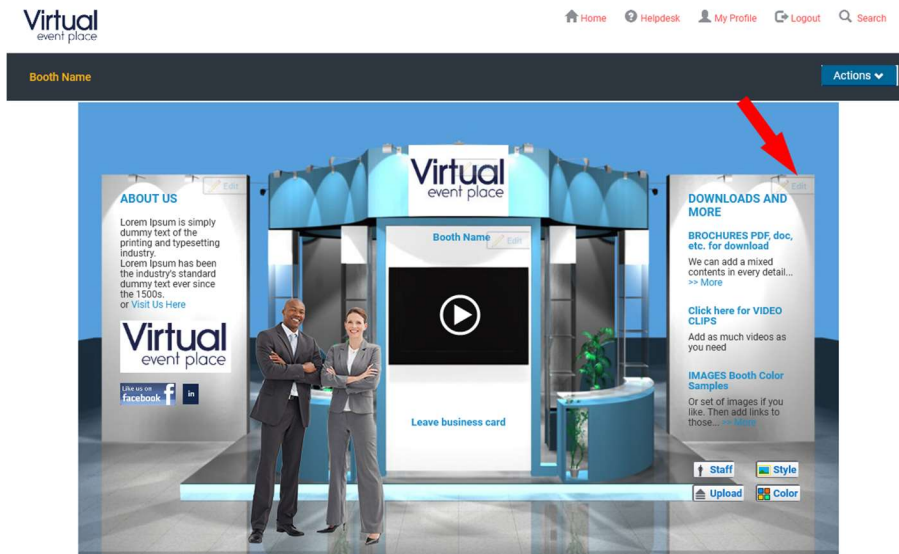 Virtual
event place
Home
Helpdesk
My Profile
Logout
Search
Booth Name
Actions
Virtual
event place
Edit
ABOUT US
Lorem Ipsum is simply
dummy text of the
printing and typesetting
industry.
Lorem Ipsum has been
the industry's standard
dummy text ever since
the 1500s.
or Visit Us Here
Virtual
event place
Like us on
facebook
in
Booth Name
Edit
Leave business card
Edit
DOWNLOADS AND
MORE
BROCHURES PDF, doc,
etc. for download
We can add a mixed
contents in every detail...
>> More
Click here for VIDEO
CLIPS
Add as much videos as
you need
IMAGES Booth Color
Samples
Or set of images if you
like. Then add links to
those... >> More
Staff
Style
Upload
Color